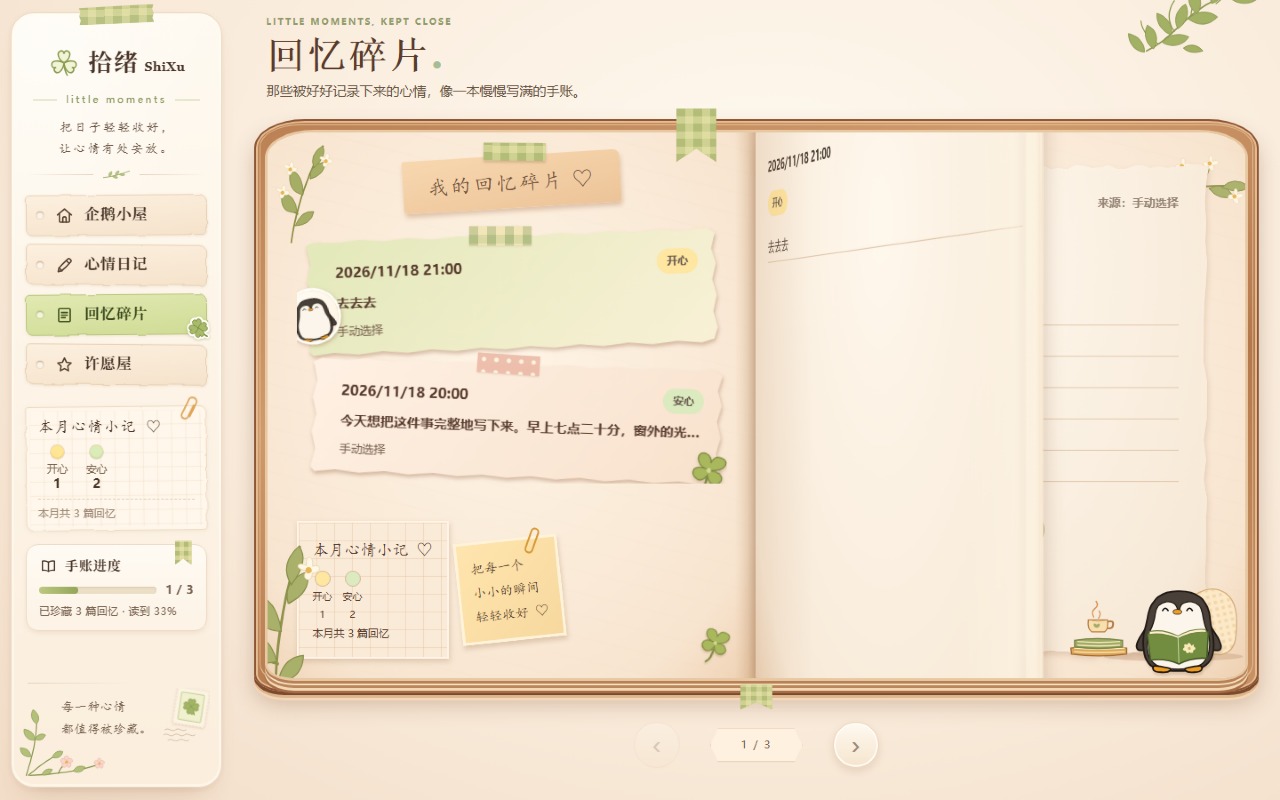 拾绪 ShiXu
little moments
把日子轻轻收好，
让心情有处安放。
企鹅小屋
心情日记
回忆碎片
许愿屋
本月心情小记 ♡
开心 安心
1 2
本月共 3 篇回忆
手账进度
1 / 3
已珍藏 3 篇回忆 · 读到 33%
每一种心情
都值得被珍藏。
LITTLE MOMENTS, KEPT CLOSE
回忆碎片
那些被好好记录下来的心情，像一本慢慢写满的手账。
我的回忆碎片 ♡
2026/11/18 21:00
开心
去去去
手动选择
2026/11/18 20:00
安心
今天想把这件事完整地写下来。早上七点二十分，窗外的光...
手动选择
本月心情小记 ♡
开心 安心
1 2
本月共 3 篇回忆
把每一个
小小的瞬间
轻轻收好 ♡
2026/11/18 21:00
开心
去去去
来源：手动选择
‹
1 / 3
›